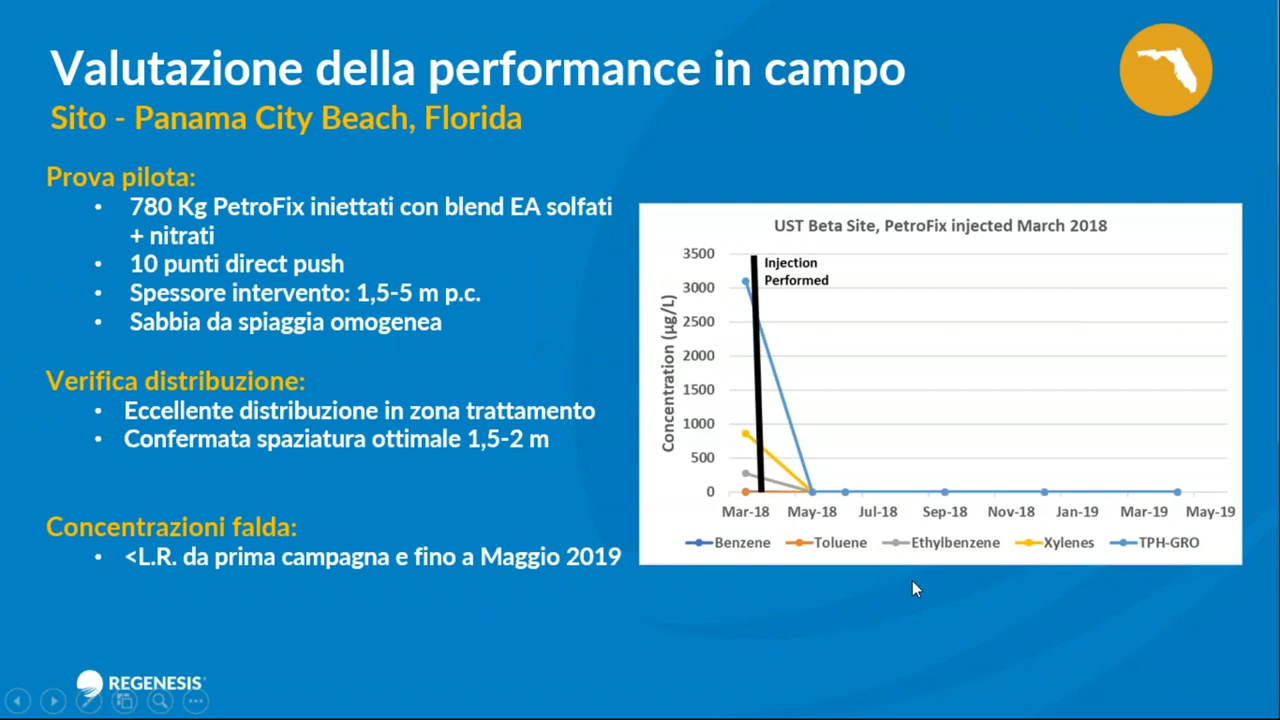 Valutazione della performance in campo
Sito - Panama City Beach, Florida
Prova pilota:
• 780 Kg PetroFix iniettati con blend EA solfati
+ nitrati
• 10 punti direct push
• Spessore intervento: 1,5-5 m p.c.
• Sabbia da spiaggia omogenea
Verifica distribuzione:
• Eccellente distribuzione in zona trattamento
• Confermata spaziatura ottimale 1,5-2 m
Concentrazioni falda:
• <L.R. da prima campagna e fino a Maggio 2019
UST Beta Site, PetroFix injected March 2018
Injection
Performed
Concentration (µg/L)
3500
3000
2500
2000
1500
1000
500
0
Mar-18 May-18 Jul-18 Sep-18 Nov-18 Jan-19 Mar-19 May-19
Benzene Toluene Ethylbenzene Xylenes TPH-GRO
REGENESIS